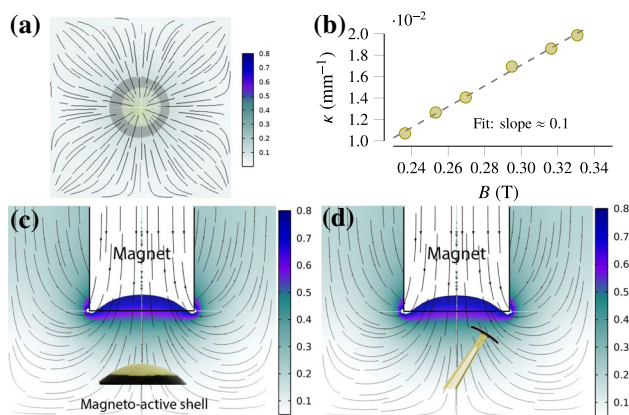 (a)
0.8
0.7
0.6
0.5
0.4
0.3
0.2
0.1
(b)
·10⁻²
2.0
1.8
1.6
1.4
1.2
1.0
κ (mm⁻¹)
Fit: slope ≈ 0.1
0.24 0.26 0.28 0.30 0.32 0.34
B (T)
(c)
Magnet
Magneto-active shell
0.8
0.7
0.6
0.5
0.4
0.3
0.2
0.1
(d)
Magnet
0.8
0.7
0.6
0.5
0.4
0.3
0.2
0.1